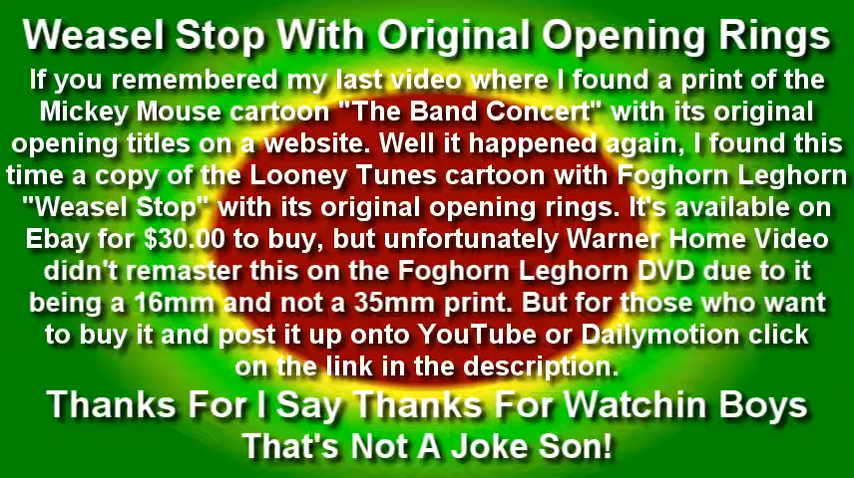 Weasel Stop With Original Opening Rings
If you remembered my last video where I found a print of the
Mickey Mouse cartoon "The Band Concert" with its original
opening titles on a website. Well it happened again, I found this
time a copy of the Looney Tunes cartoon with Foghorn Leghorn
"Weasel Stop" with its original opening rings. It's available on
Ebay for $30.00 to buy, but unfortunately Warner Home Video
didn't remaster this on the Foghorn Leghorn DVD due to it
being a 16mm and not a 35mm print. But for those who want
to buy it and post it up onto YouTube or Dailymotion click
on the link in the description.
Thanks For I Say Thanks For Watchin Boys
That's Not A Joke Son!